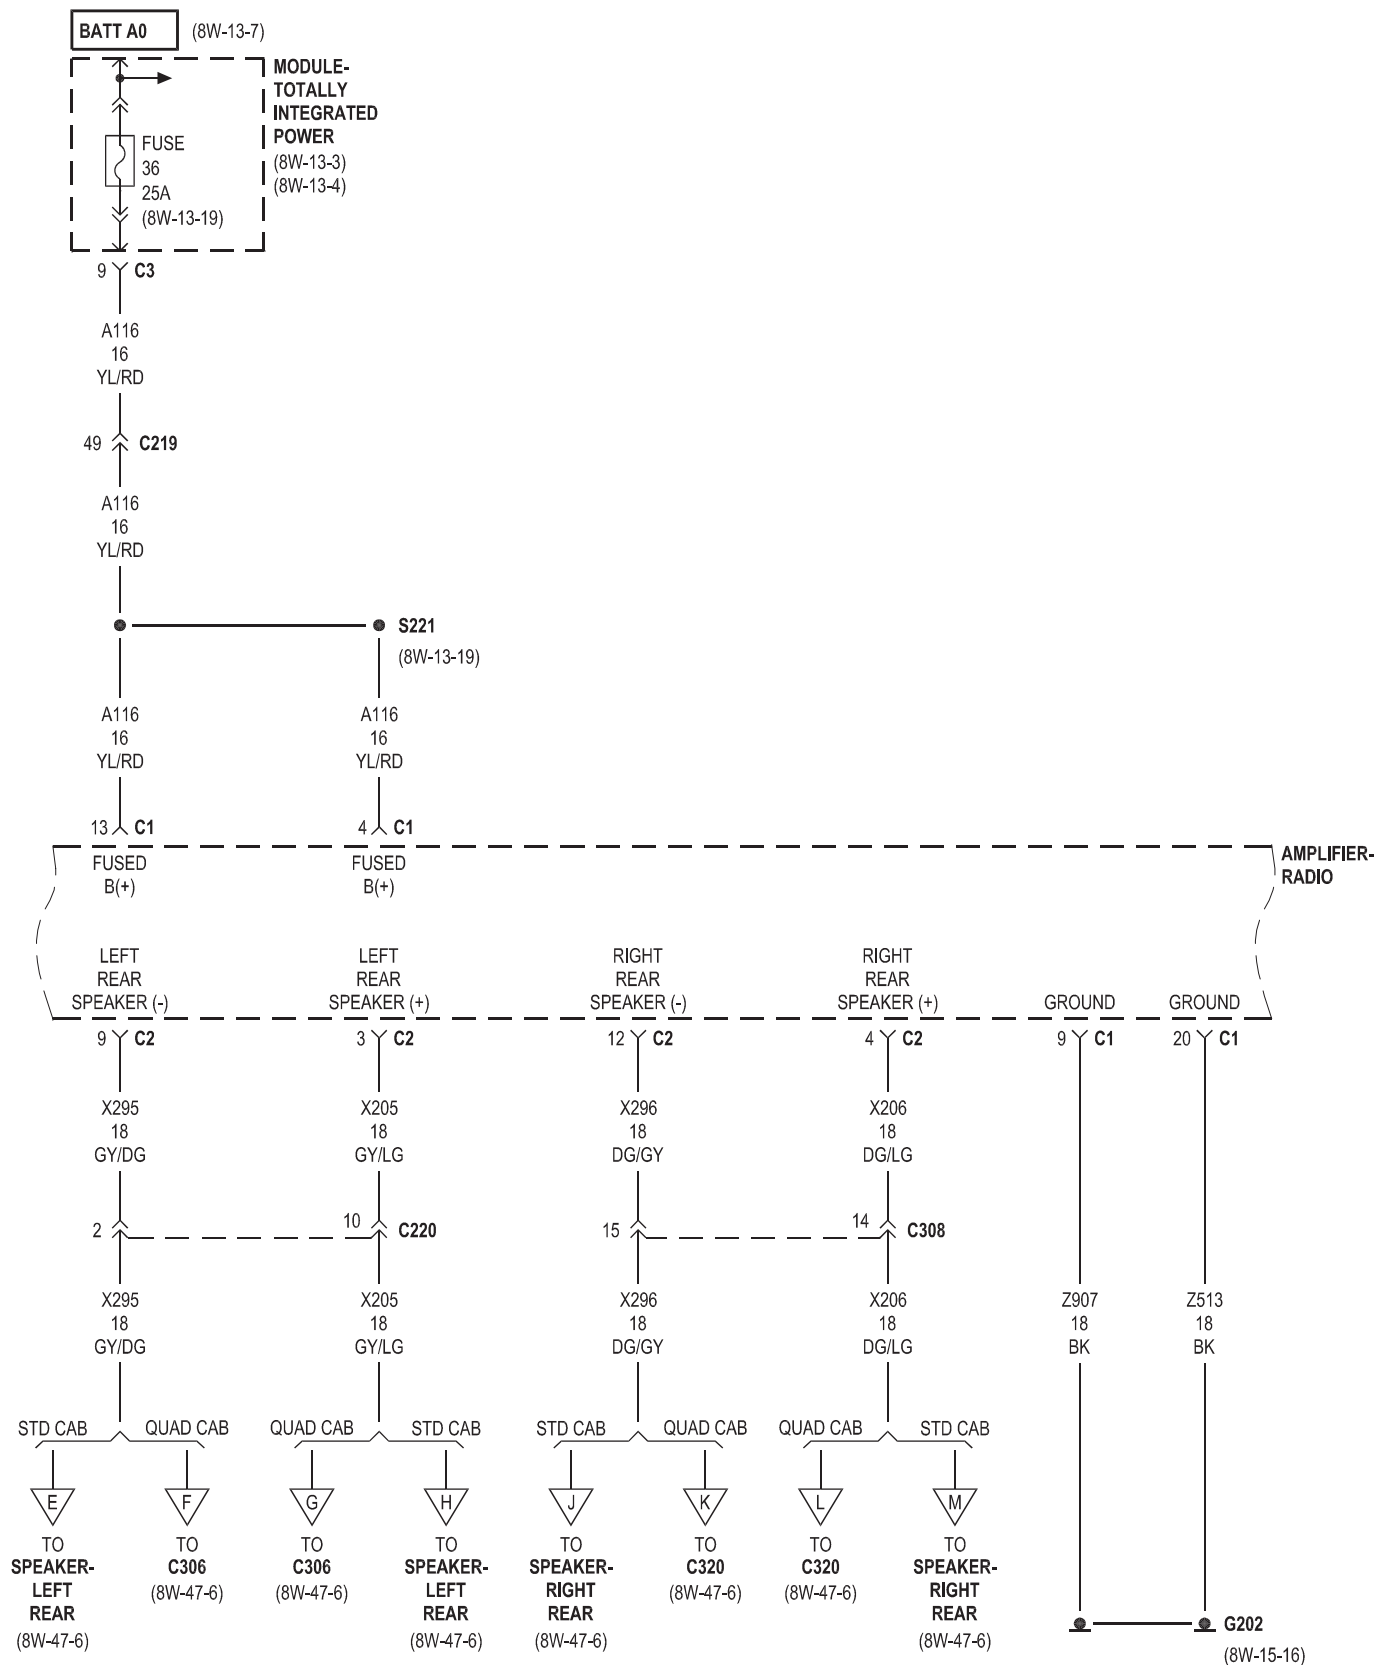 BATT A0 (8W-13-7)
MODULE-
TOTALLY
INTEGRATED
POWER
(8W-13-3)
(8W-13-4)
FUSE
36
25A
(8W-13-19)
9 C3
A116
16
YL/RD
49 C219
A116
16
YL/RD
S221
(8W-13-19)
A116 A116
16 16
YL/RD YL/RD
13 C1 4 C1
AMPLIFIER-
RADIO
FUSED FUSED
B(+) B(+)
LEFT LEFT RIGHT RIGHT
REAR REAR REAR REAR
SPEAKER (-) SPEAKER (+) SPEAKER (-) SPEAKER (+) GROUND GROUND
9 C2 3 C2 12 C2 4 C2 9 C1 20 C1
X295 X205 X296 X206
18 18 18 18
GY/DG GY/LG DG/GY DG/LG
2 10 C220 15 14 C308
X295 X205 X296 X206 Z907 Z513
18 18 18 18 18 18
GY/DG GY/LG DG/GY DG/LG BK BK
STD CAB QUAD CAB QUAD CAB STD CAB STD CAB QUAD CAB QUAD CAB STD CAB
E F G H J K L M
TO TO TO TO TO TO TO TO
SPEAKER- C306 C306 SPEAKER- SPEAKER- C320 C320 SPEAKER-
LEFT (8W-47-6) (8W-47-6) LEFT RIGHT (8W-47-6) (8W-47-6) RIGHT
REAR REAR REAR REAR
(8W-47-6) (8W-47-6) (8W-47-6) (8W-47-6)
G202
(8W-15-16)